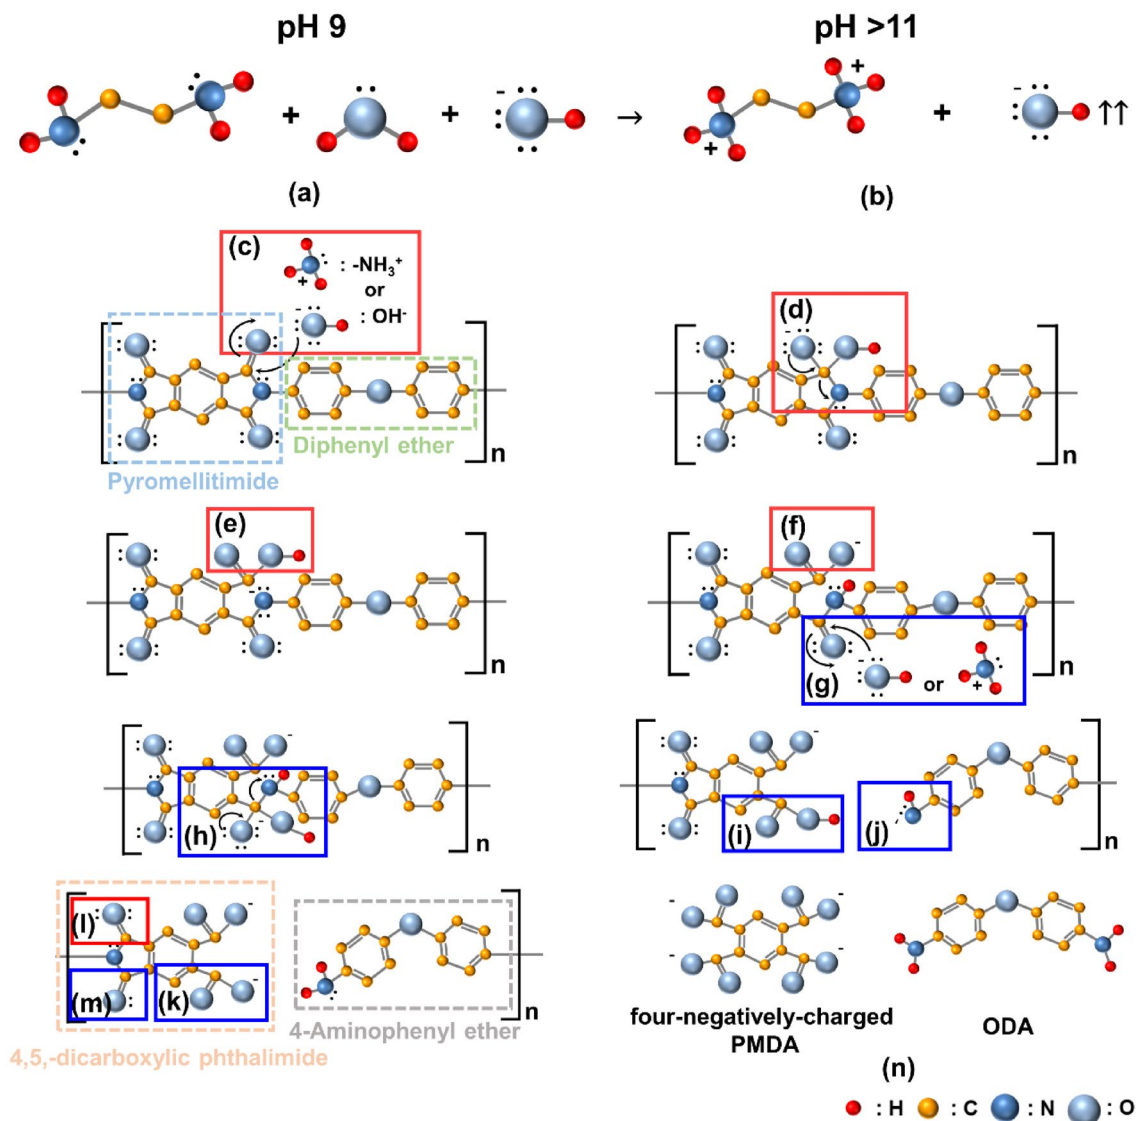 pH 9
pH >11
+ + → + ↑↑
(a)
(b)
(c)
: -NH₃⁺
or
: OH⁻
(d)
n
n
Diphenyl ether
Pyromellitimide
(e)
(f)
n
(g)
or
n
(h)
n
(i)
(j)
n
(l)
(m)
(k)
n
4-Aminophenyl ether
4,5,-dicarboxylic phthalimide
four-negatively-charged
PMDA
ODA
(n)
: H : C : N : O